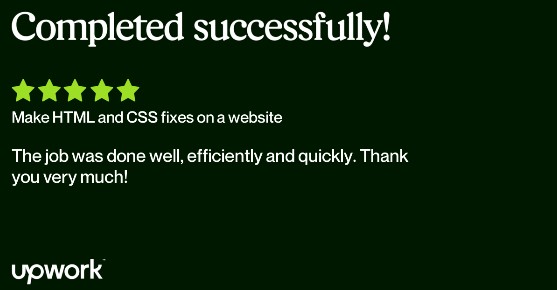 Completed successfully!
Make HTML and CSS fixes on a website
The job was done well, efficiently and quickly. Thank
you very much!
upwork